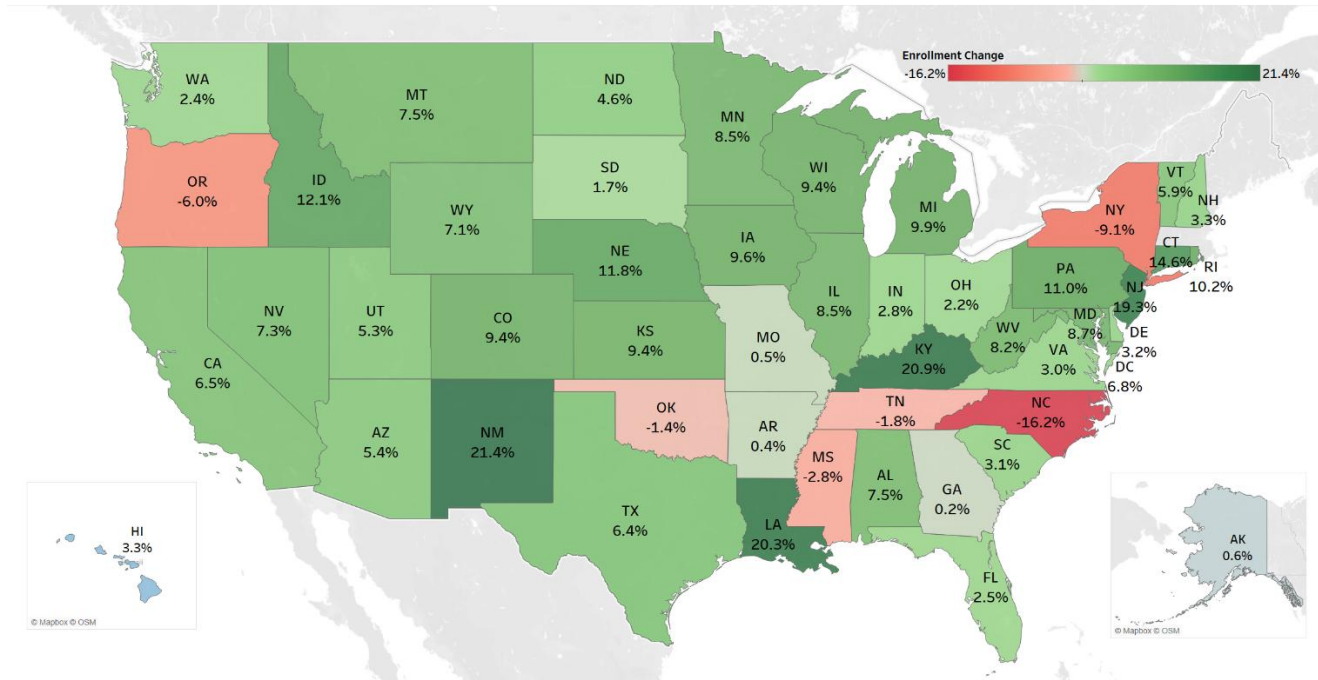 Enrollment Change
-16.2%
21.4%
WA
2.4%
MT
7.5%
ND
4.6%
MN
8.5%
OR
-6.0%
ID
12.1%
SD
1.7%
WI
9.4%
MI
9.9%
VT
5.9%
NH
3.3%
NY
-9.1%
WY
7.1%
NE
11.8%
IA
9.6%
CT
14.6%
RI
10.2%
PA
11.0%
NJ
19.3%
NV
7.3%
UT
5.3%
CO
9.4%
KS
9.4%
MO
0.5%
IL
8.5%
IN
2.8%
OH
2.2%
WV
8.2%
MD
8.7%
DE
3.2%
VA
3.0%
DC
6.8%
CA
6.5%
KY
20.9%
AZ
5.4%
NM
21.4%
OK
-1.4%
AR
0.4%
TN
-1.8%
NC
-16.2%
SC
3.1%
MS
-2.8%
AL
7.5%
GA
0.2%
TX
6.4%
LA
20.3%
FL
2.5%
HI
3.3%
© Mapbox © OSM
AK
0.6%
© Mapbox © OSM